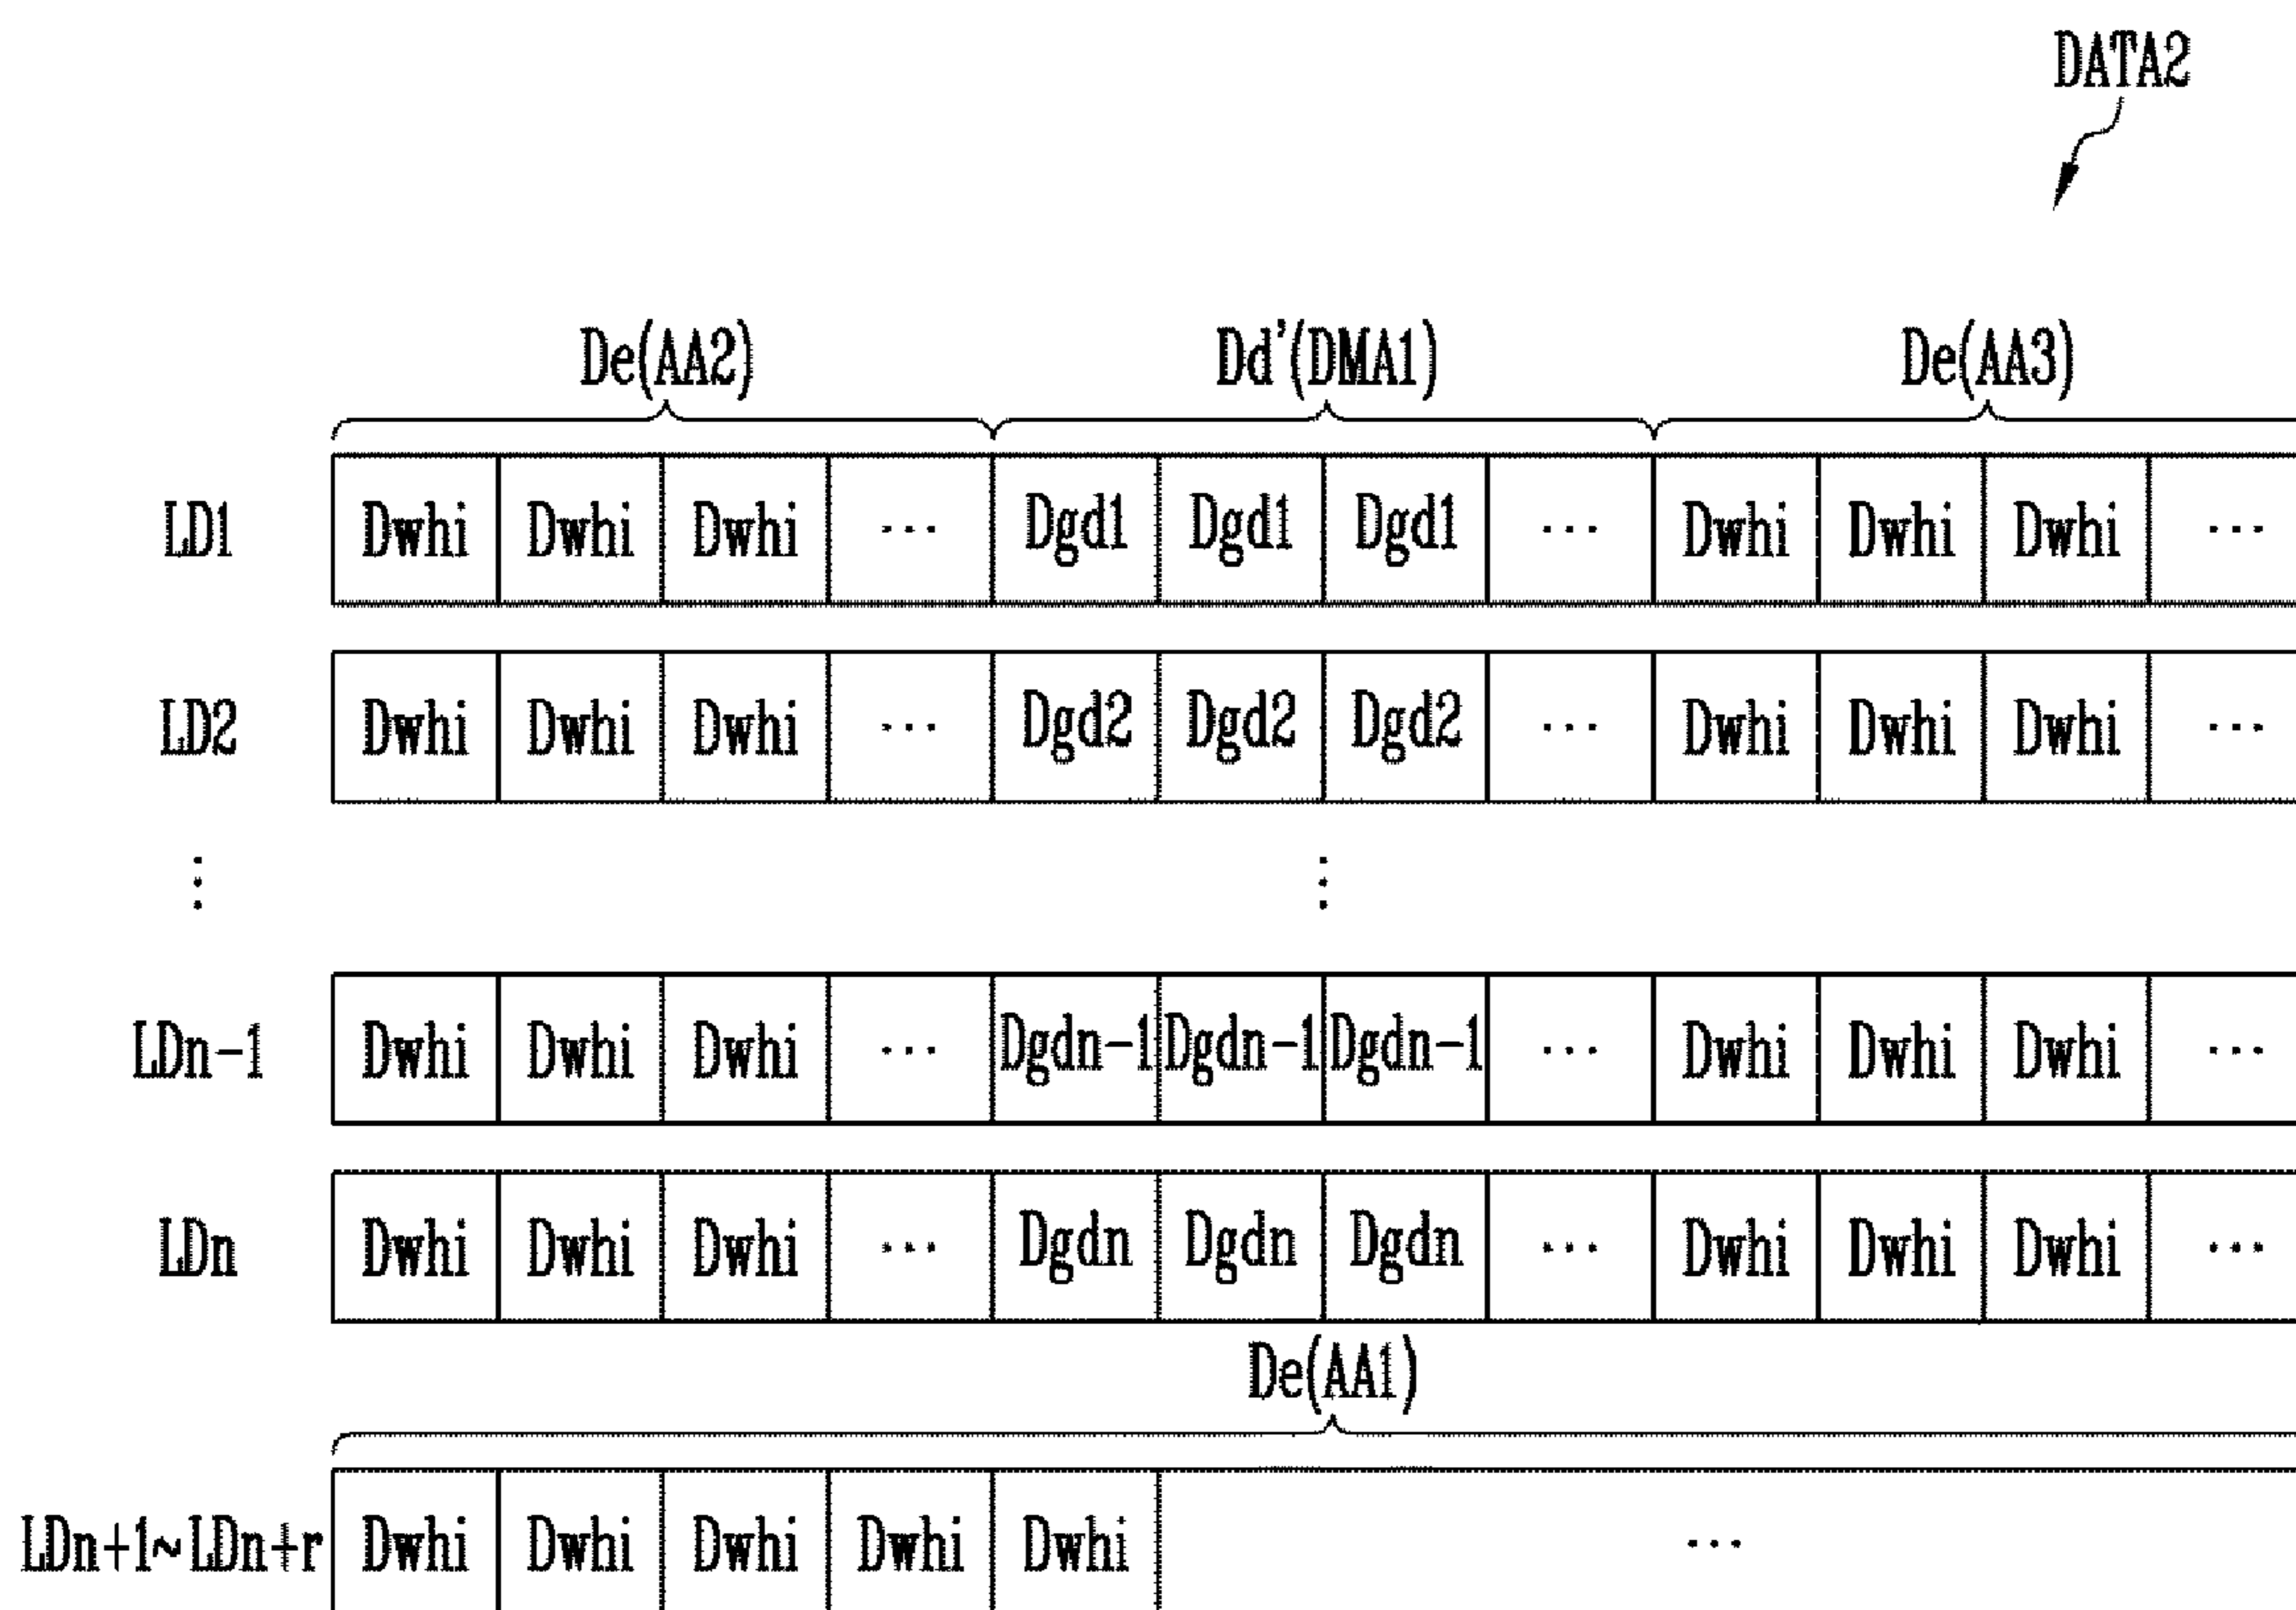 DATA2
De(AA2) Dd'(DMA1) De(AA3)
LD1 Dwhi Dwhi Dwhi ... Dgd1 Dgd1 Dgd1 ... Dwhi Dwhi Dwhi ...
LD2 Dwhi Dwhi Dwhi ... Dgd2 Dgd2 Dgd2 ... Dwhi Dwhi Dwhi ...
LDn-1 Dwhi Dwhi Dwhi ... Dgdn-1 Dgdn-1 Dgdn-1 ... Dwhi Dwhi Dwhi ...
LDn Dwhi Dwhi Dwhi ... Dgdn Dgdn Dgdn ... Dwhi Dwhi Dwhi ...
De(AA1)
LDn+1~LDn+r Dwhi Dwhi Dwhi Dwhi Dwhi ...